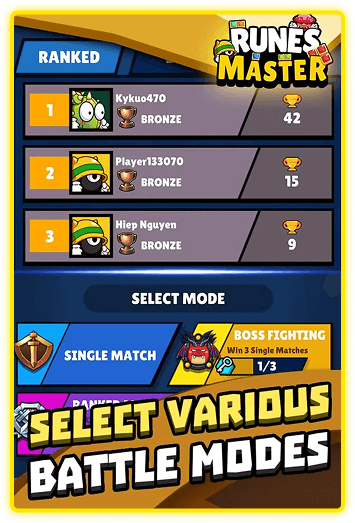 RUNES
MASTER
RANKED
1
Kykuo470
BRONZE
42
2
Player133070
BRONZE
15
3
Hiep Nguyen
BRONZE
9
SELECT MODE
SINGLE MATCH
BOSS FIGHTING
Win 3 Single Matches
1/3
SELECT VARIOUS
BATTLE MODES